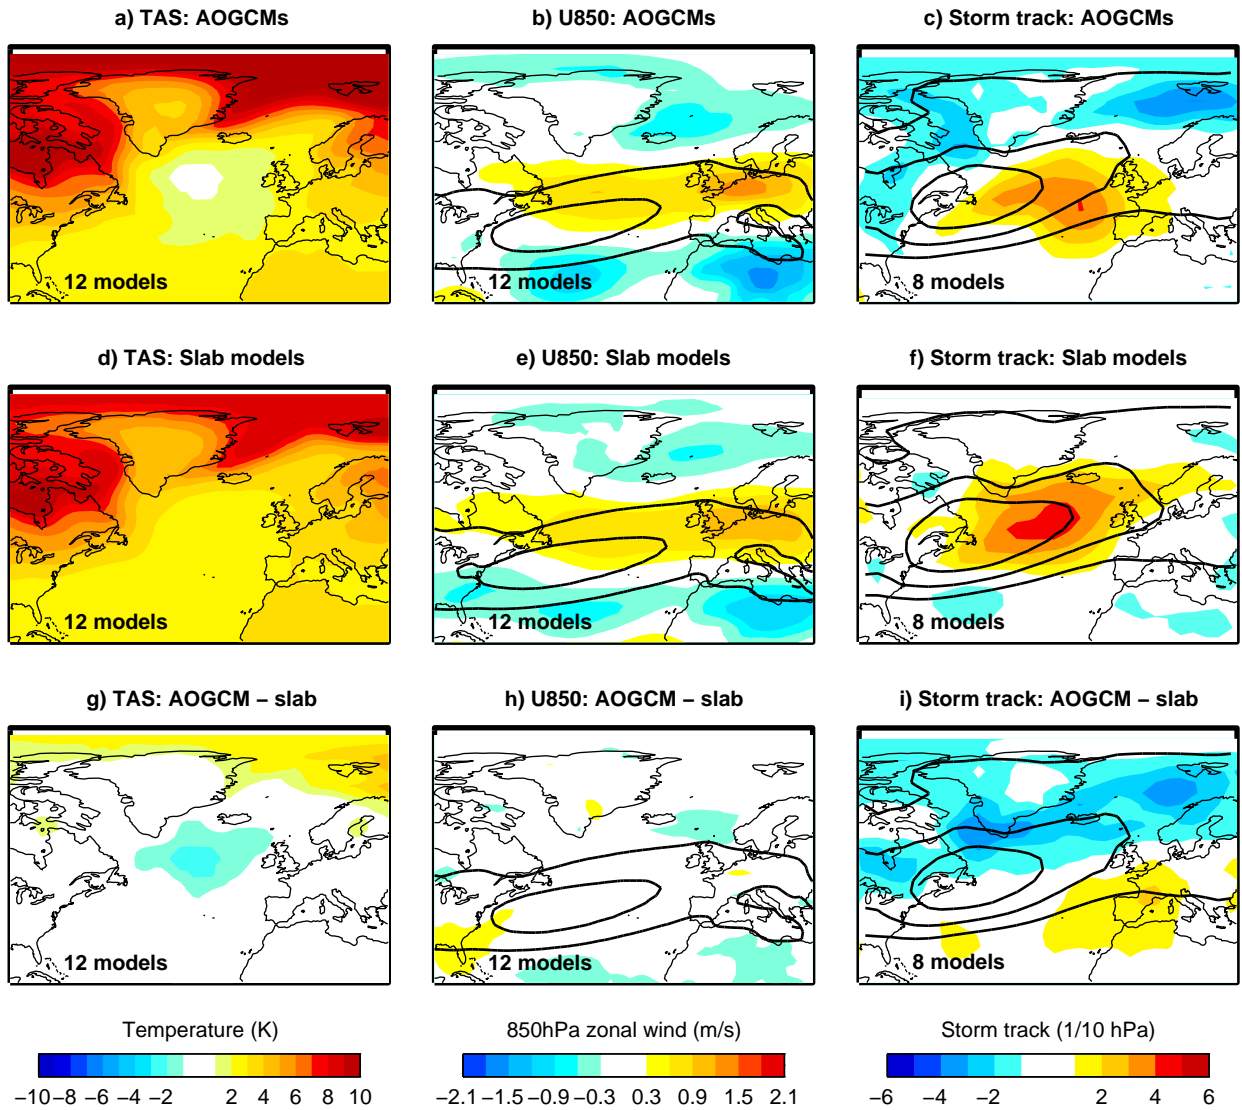 a) TAS: AOGCMs
b) U850: AOGCMs
c) Storm track: AOGCMs
12 models
12 models
8 models
d) TAS: Slab models
e) U850: Slab models
f) Storm track: Slab models
12 models
12 models
8 models
g) TAS: AOGCM − slab
h) U850: AOGCM − slab
i) Storm track: AOGCM − slab
12 models
12 models
8 models
Temperature (K)
850hPa zonal wind (m/s)
Storm track (1/10 hPa)
−10 −8 −6 −4 −2 2 4 6 8 10
−2.1 −1.5 −0.9 −0.3 0.3 0.9 1.5 2.1
−6 −4 −2 2 4 6